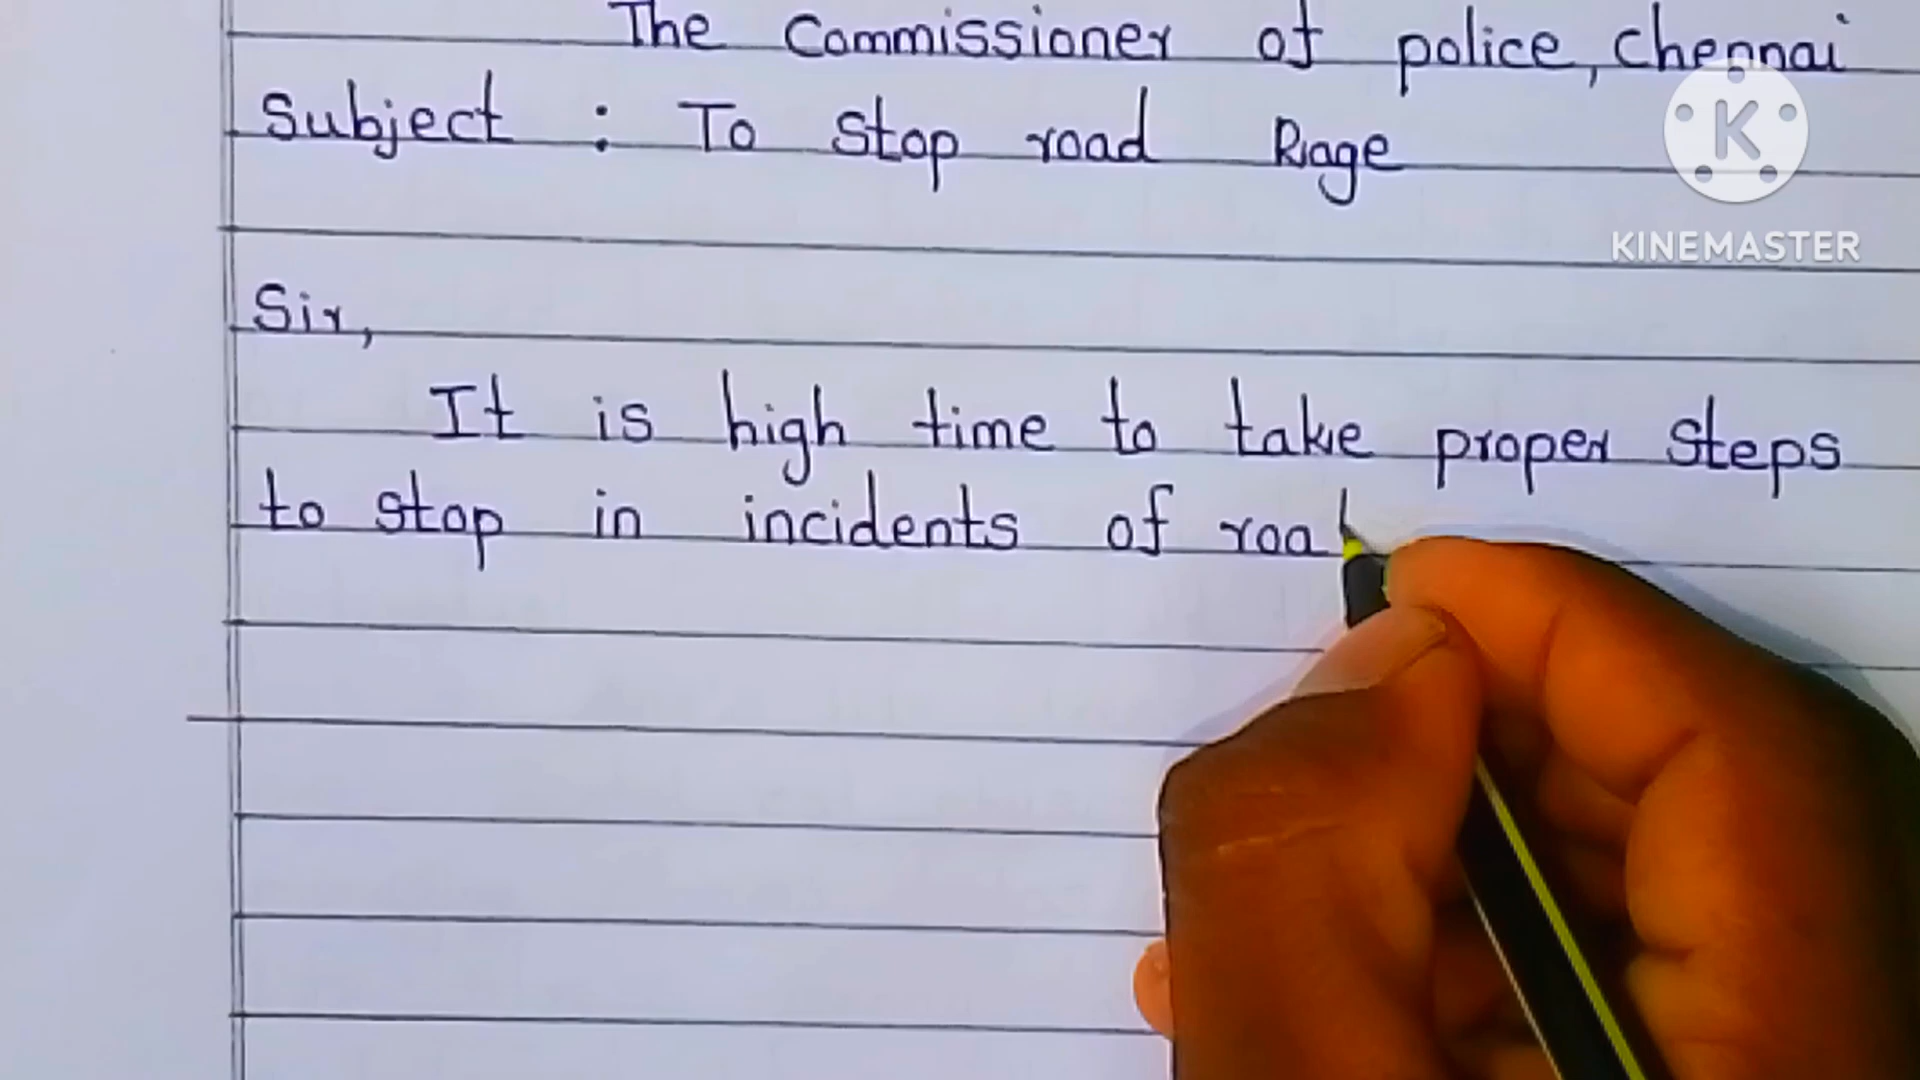 The Commissioner of police, Chennai
Subject : To stop road Rage
K
KINEMASTER
Sir,
It is high time to take proper steps
to stop in incidents of road